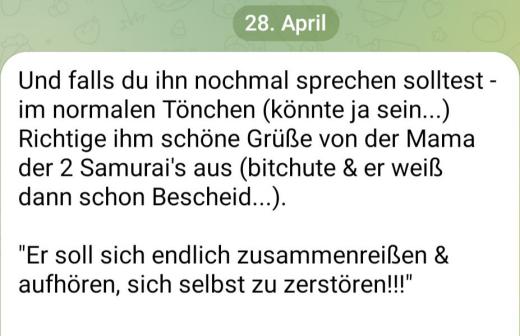 28. April
Und falls du ihn nochmal sprechen solltest -
im normalen Tönchen (könnte ja sein...)
Richtige ihm schöne Grüße von der Mama
der 2 Samurai's aus (bitchute & er weiß
dann schon Bescheid...).
"Er soll sich endlich zusammenreißen &
aufhören, sich selbst zu zerstören!!!"